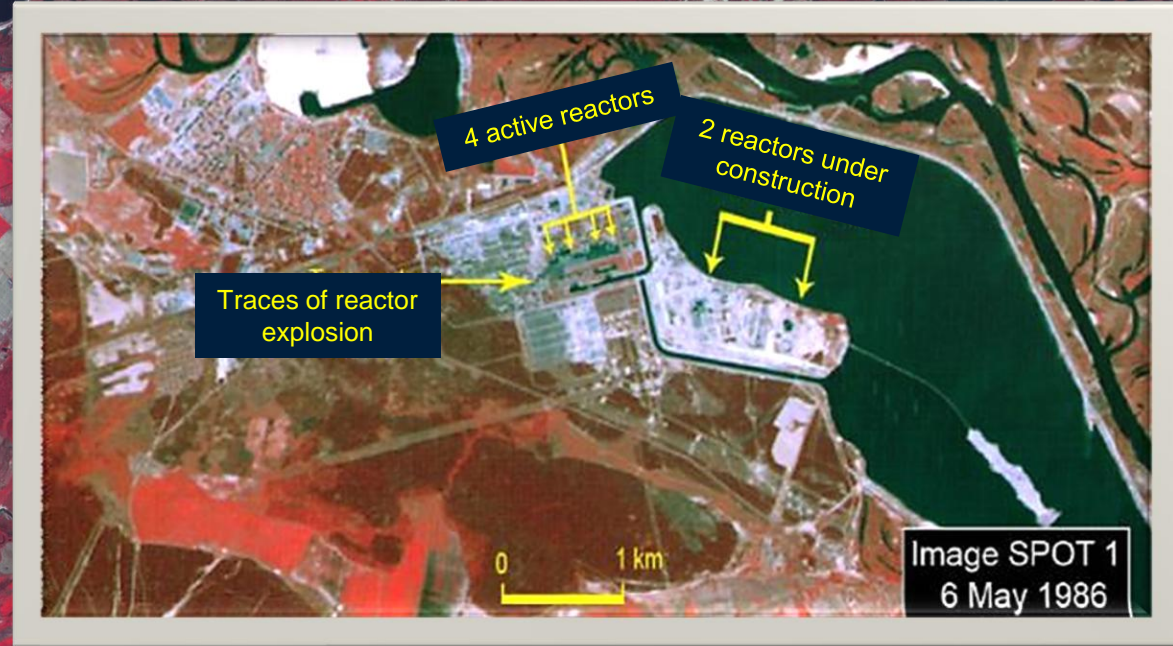 4 active reactors
2 reactors under
construction
Traces of reactor
explosion
0 1 km
Image SPOT 1
6 May 1986